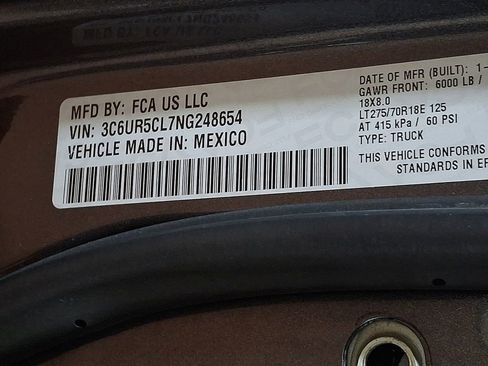 MFD BY: FCA US LLC
VIN: 3C6UR5CL7NG248654
VEHICLE MADE IN: MEXICO
DATE OF MFR (BUILT): 1-
GAWR FRONT: 6000 LB /
18X8.0
LT275/70R18E 125
AT 415 kPa / 60 PSI
TYPE: TRUCK
THIS VEHICLE CONFORMS
STANDARDS IN EF